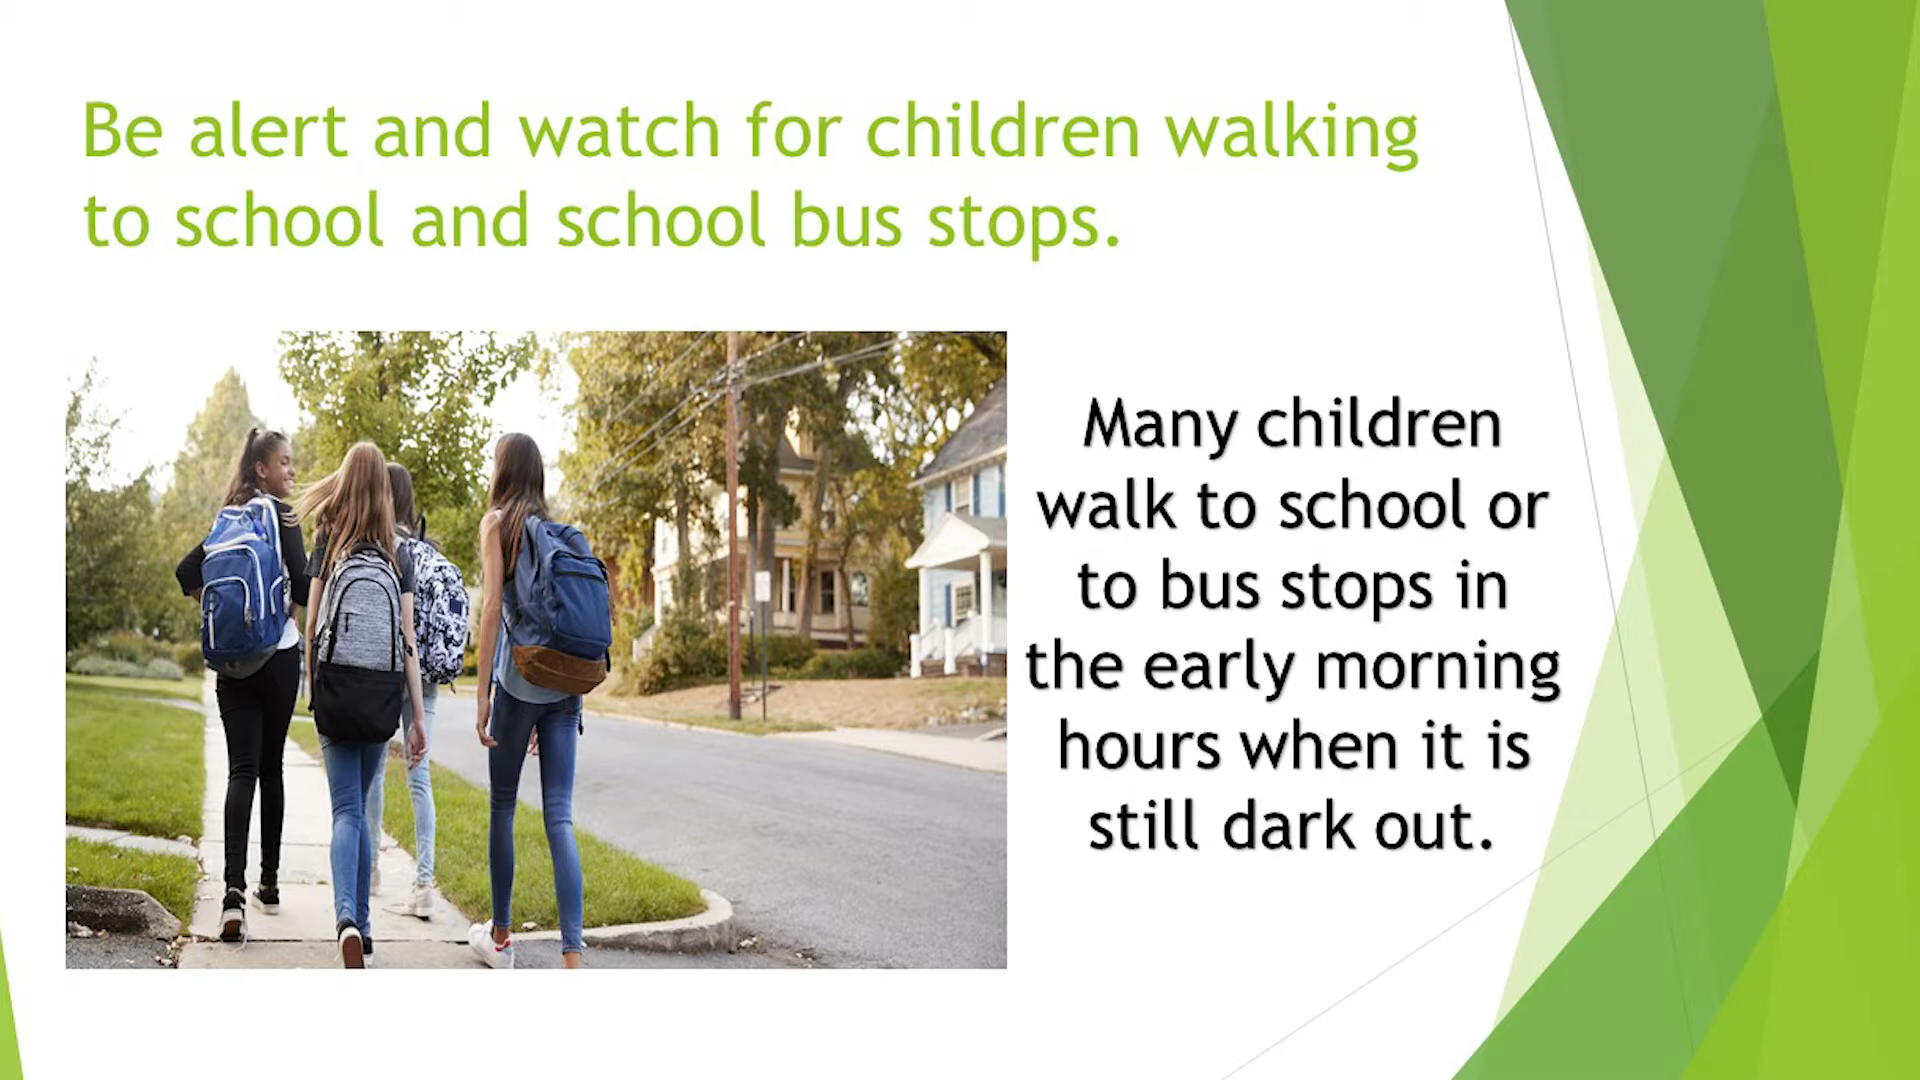 Be alert and watch for children walking
to school and school bus stops.
Many children
walk to school or
to bus stops in
the early morning
hours when it is
still dark out.